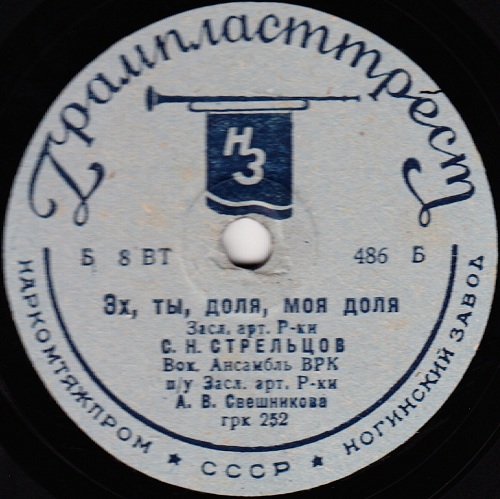 Грампласттрест
НЗ
Б 8 ВТ 486 Б
Эх, ты, доля, моя доля
Засл. арт. Р-ки
С. Н. СТРЕЛЬЦОВ
Вок. Ансамбль ВРК
п/у Засл. арт. Р-ки
А. В. Свешникова
грк 252
НАРКОМТЯЖПРОМ ★ СССР ★ НОГИНСКИЙ ЗАВОД